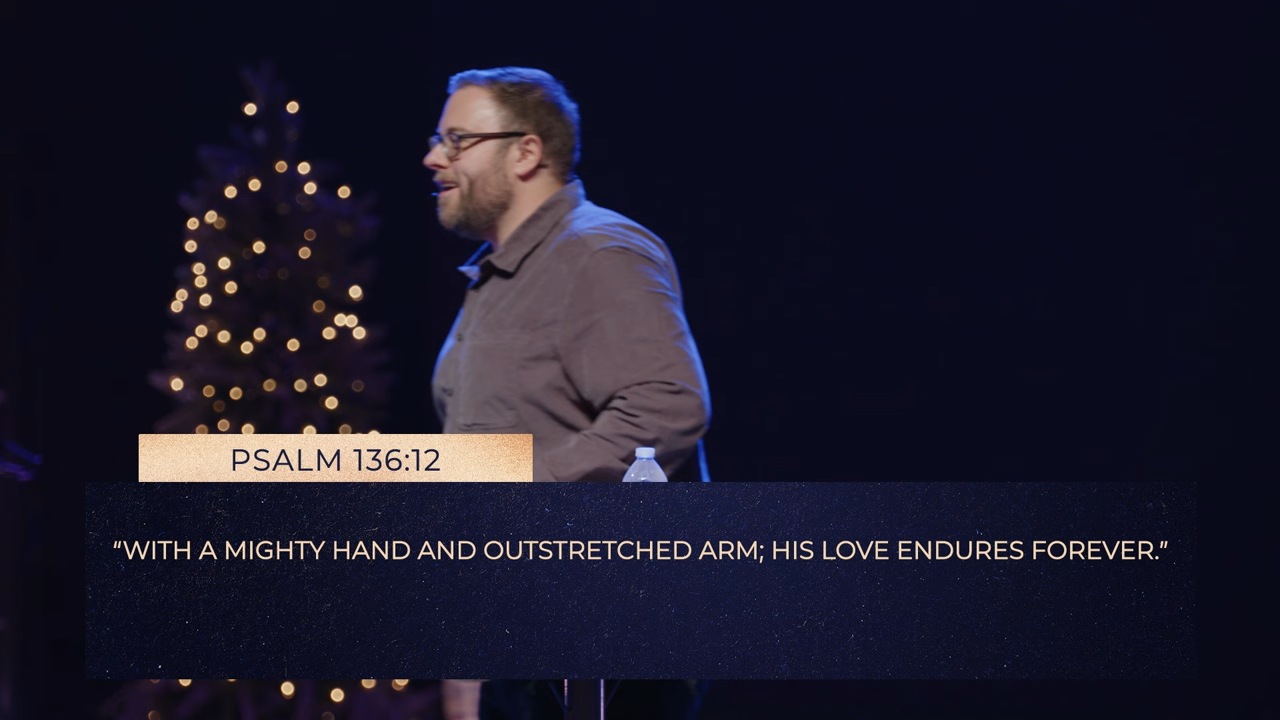 PSALM 136:12
“WITH A MIGHTY HAND AND OUTSTRETCHED ARM; HIS LOVE ENDURES FOREVER.”